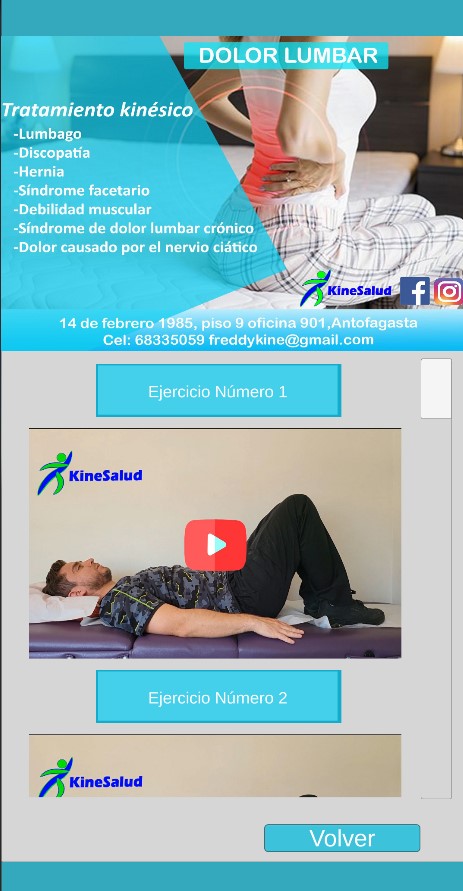 DOLOR LUMBAR
Tratamiento kinésico
-Lumbago
-Discopatía
-Hernia
-Síndrome facetario
-Debilidad muscular
-Síndrome de dolor lumbar crónico
-Dolor causado por el nervio ciático
KineSalud
14 de febrero 1985, piso 9 oficina 901,Antofagasta
Cel: 68335059 freddykine@gmail.com
Ejercicio Número 1
KineSalud
Ejercicio Número 2
KineSalud
Volver